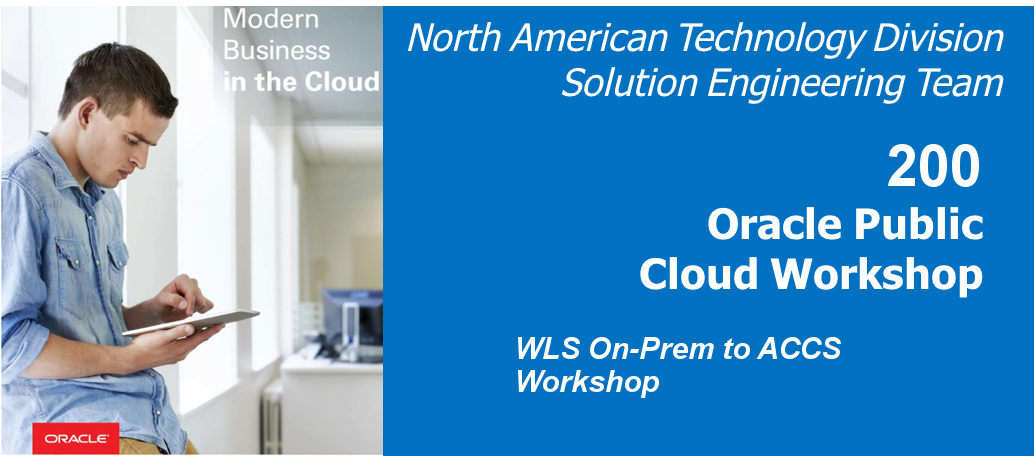 Modern
Business
in the Cloud
ORACLE
North American Technology Division
Solution Engineering Team
200
Oracle Public
Cloud Workshop
WLS On-Prem to ACCS
Workshop